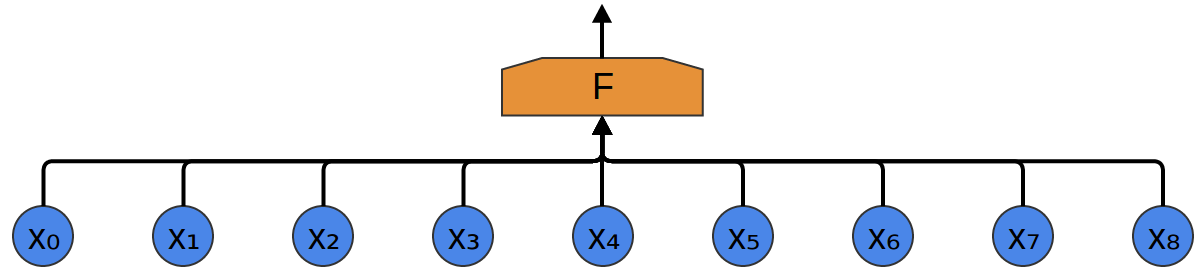 F
x₀ x₁ x₂ x₃ x₄ x₅ x₆ x₇ x₈